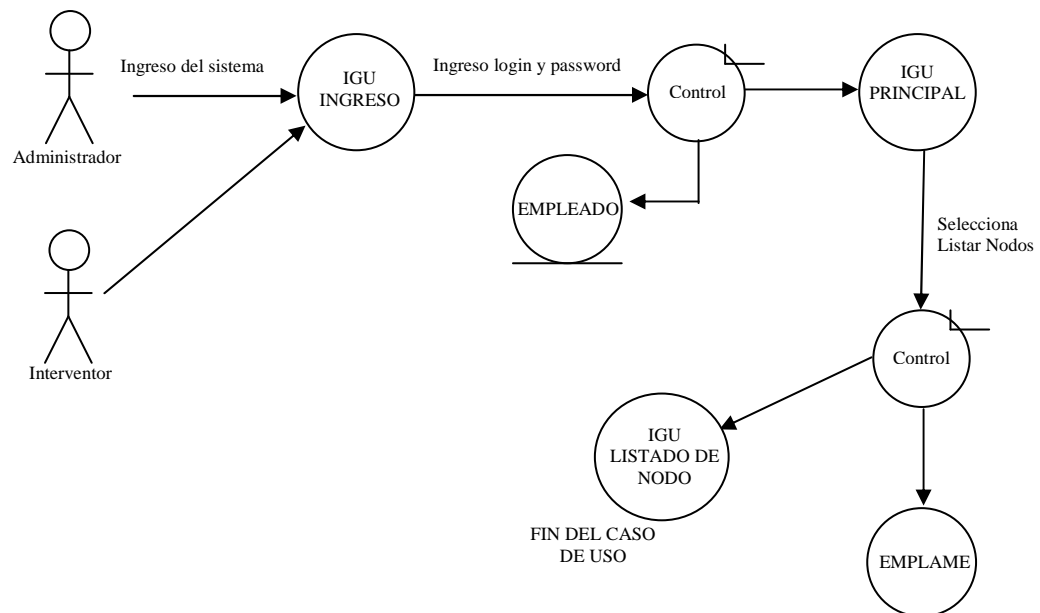 Administrador
Ingreso del sistema
IGU
INGRESO
Ingreso login y password
Control
IGU
PRINCIPAL
EMPLEADO
Selecciona
Listar Nodos
Interventor
Control
IGU
LISTADO DE
NODO
FIN DEL CASO
DE USO
EMPLAME